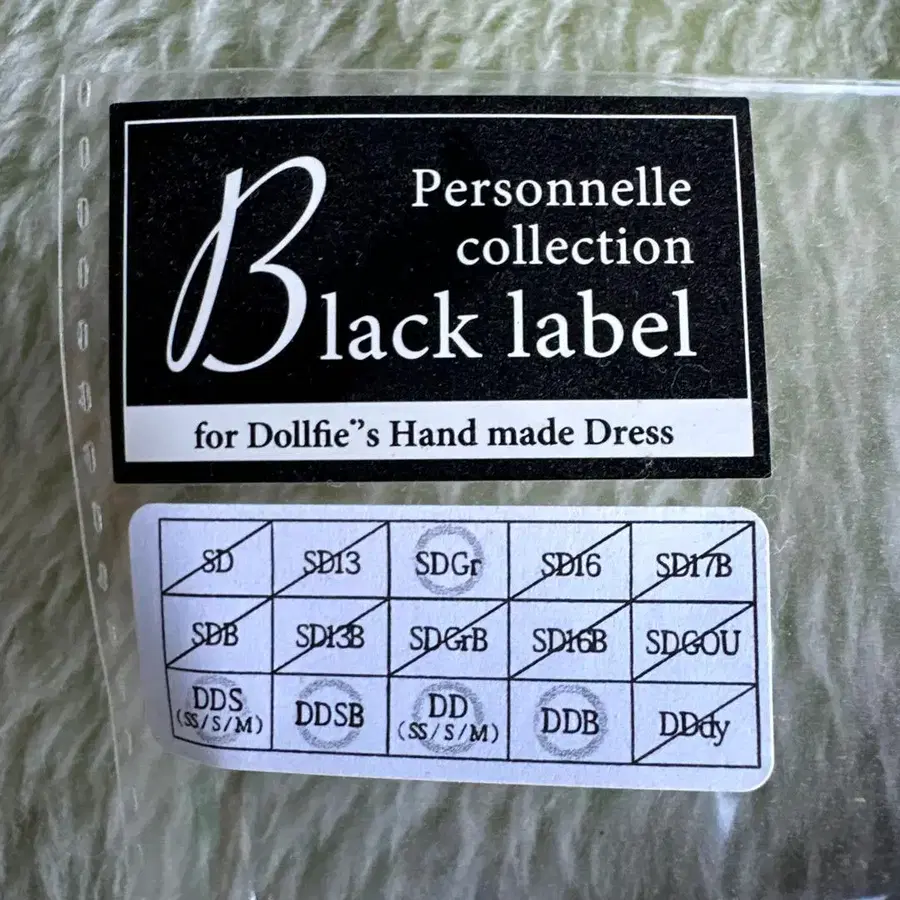 Personnelle
collection
Black label
for Dollfie"s Hand made Dress
SD SD13 SDGr SD16 SD17B
SDB SD13B SDGrB SD16B SDGOU
DDS DDSB DD DDB DDdy
(SS/S/M) (SS/S/M)